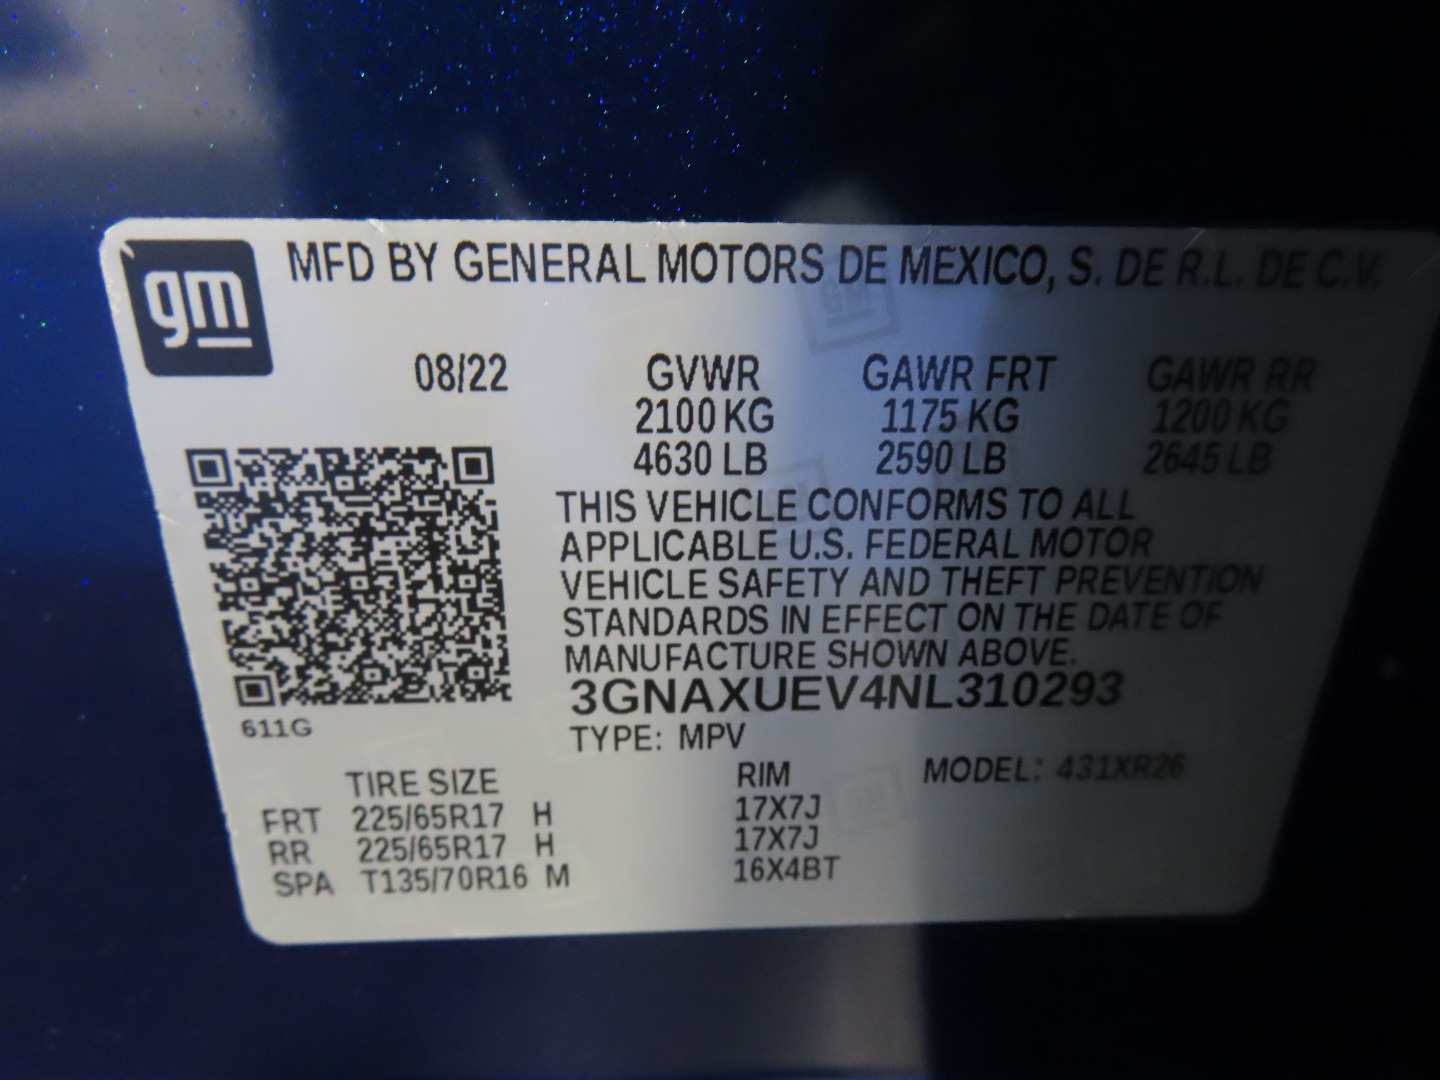 gm
MFD BY GENERAL MOTORS DE MEXICO, S. DE R.L. DE C.V.
08/22 GVWR GAWR FRT GAWR RR
2100 KG 1175 KG 1200 KG
4630 LB 2590 LB 2645 LB
THIS VEHICLE CONFORMS TO ALL
APPLICABLE U.S. FEDERAL MOTOR
VEHICLE SAFETY AND THEFT PREVENTION
STANDARDS IN EFFECT ON THE DATE OF
MANUFACTURE SHOWN ABOVE.
3GNAXUEV4NL310293
611G
TYPE: MPV
TIRE SIZE RIM MODEL: 431XR26
FRT 225/65R17 H 17X7J
RR 225/65R17 H 17X7J
SPA T135/70R16 M 16X4BT